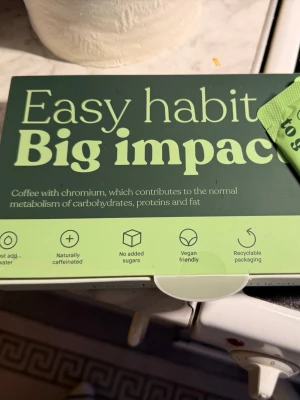 Easy habit
Big impac
to g
Coffee with chromium, which contributes to the normal
metabolism of carbohydrates, proteins and fat
Naturally
caffeinated
No added
sugars
Vegan
friendly
Recyclable
packaging